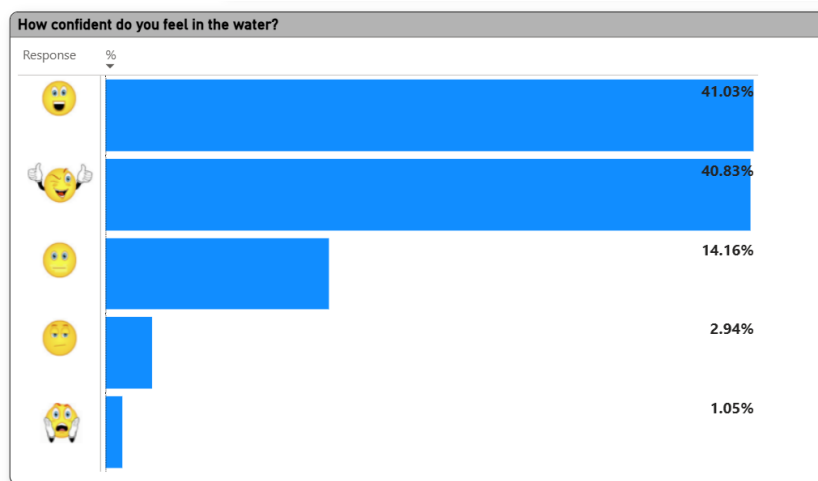 How confident do you feel in the water?
Response %
41.03%
40.83%
14.16%
2.94%
1.05%